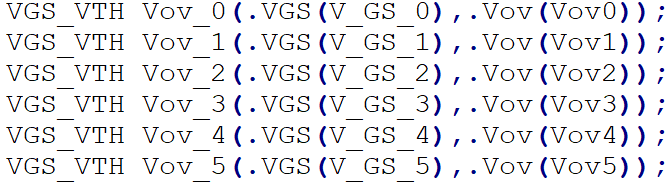 VGS_VTH Vov_0(.VGS(V_GS_0),.Vov(Vov0));
VGS_VTH Vov_1(.VGS(V_GS_1),.Vov(Vov1));
VGS_VTH Vov_2(.VGS(V_GS_2),.Vov(Vov2));
VGS_VTH Vov_3(.VGS(V_GS_3),.Vov(Vov3));
VGS_VTH Vov_4(.VGS(V_GS_4),.Vov(Vov4));
VGS_VTH Vov_5(.VGS(V_GS_5),.Vov(Vov5));